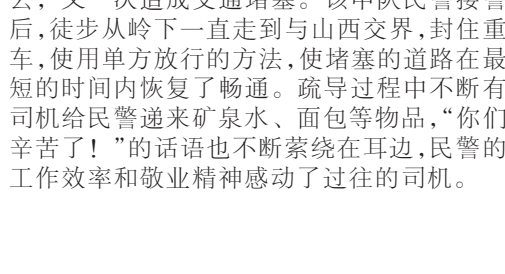 后，徒步从岭下一直走到与山西交界，封住重
车，使用单方放行的方法，使堵塞的道路在最
短的时间内恢复了畅通。疏导过程中不断有
司机给民警递来矿泉水、面包等物品，“你们
辛苦了！”的话语也不断萦绕在耳边，民警的
工作效率和敬业精神感动了过往的司机。